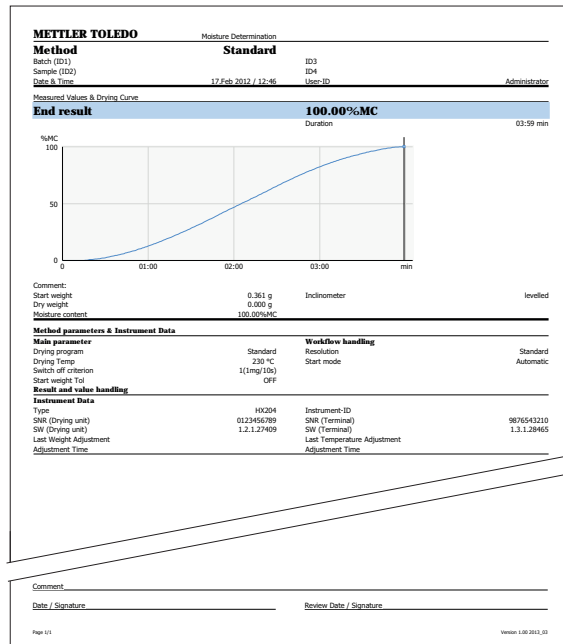 METTLER TOLEDO Moisture Determination
Method Standard
Batch (ID1) ID3
Sample (ID2) ID4
Date & Time 17.Feb 2012 / 12:46 User-ID Administrator
Measured Values & Drying Curve
End result 100.00%MC
Duration 03:59 min
%MC
100
50
0
0 01:00 02:00 03:00 min
Comment:
Start weight 0.361 g Inclinometer levelled
Dry weight 0.000 g
Moisture content 100.00%MC
Method parameters & Instrument Data
Main parameter Workflow handling
Drying program Standard Resolution Standard
Drying Temp 230 °C Start mode Automatic
Switch off criterion 1(1mg/10s)
Start weight Tol OFF
Result and value handling
Instrument Data
Type HX204 Instrument-ID
SNR (Drying unit) 0123456789 SNR (Terminal) 9876543210
SW (Drying unit) 1.2.1.27409 SW (Terminal) 1.3.1.28465
Last Weight Adjustment Last Temperature Adjustment
Adjustment Time Adjustment Time
Comment
Date / Signature Review Date / Signature
Page 1/1 Version 1.00 2012_03